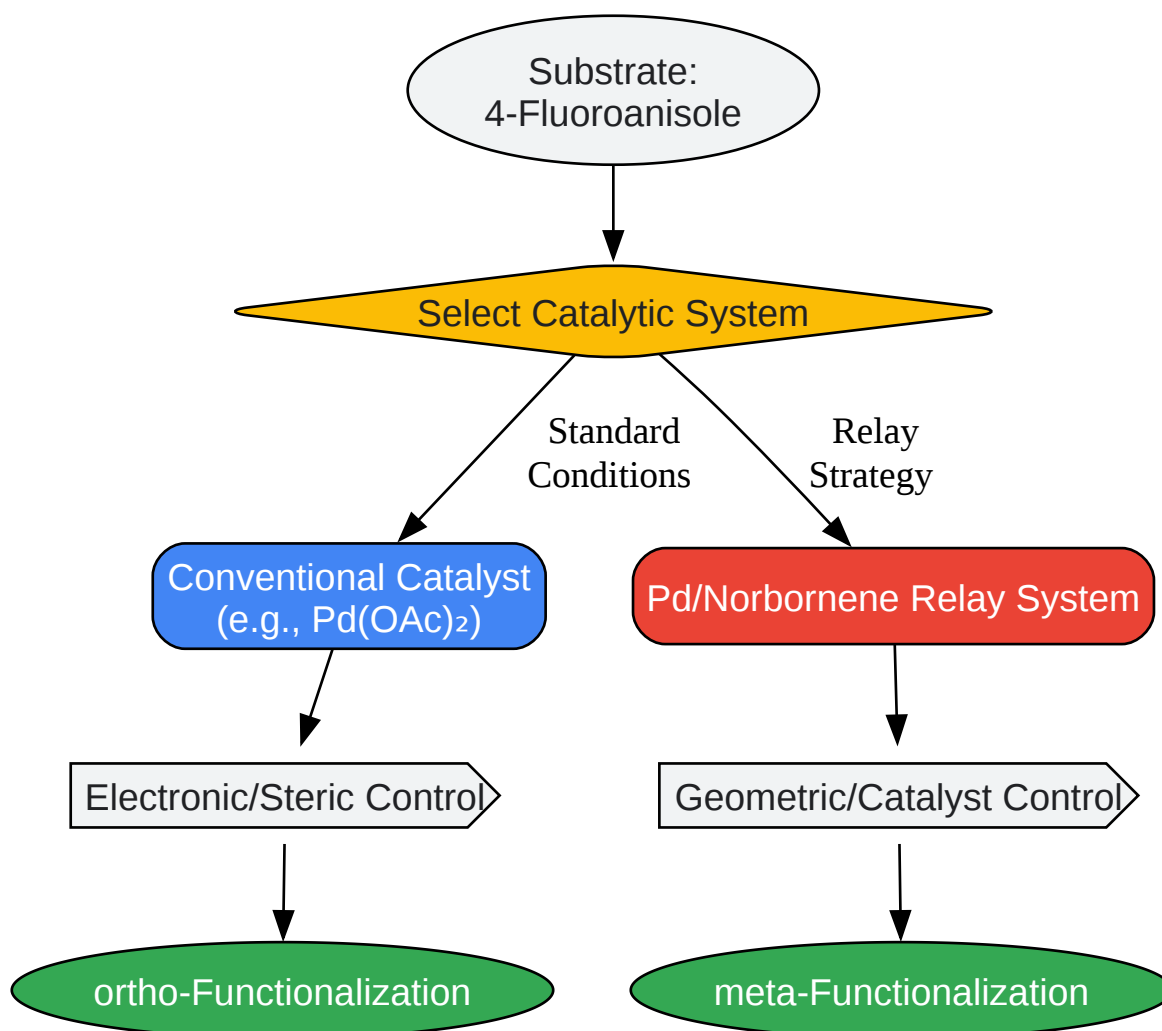 Substrate:
4-Fluoroanisole
Select Catalytic System
Standard
Conditions
Relay
Strategy
Conventional Catalyst
(e.g., Pd(OAc)₂)
Pd/Norbornene Relay System
Electronic/Steric Control
Geometric/Catalyst Control
ortho-Functionalization
meta-Functionalization